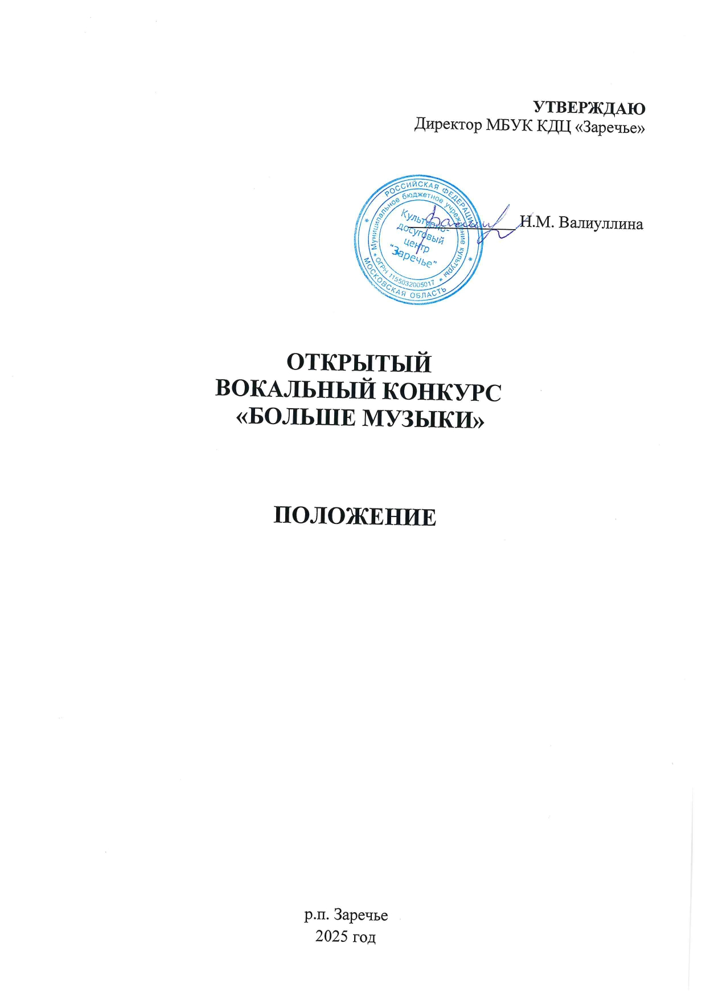 УТВЕРЖДАЮ
Директор МБУК КДЦ «Заречье»
Н.М. Валиуллина
РОССИЙСКАЯ ФЕДЕРАЦИЯ
* МОСКОВСКАЯ ОБЛАСТЬ *
* Муниципальное бюджетное учреждение культуры *
ОГРН 1155032005017
Культурно-
досуговый
центр
"Заречье"
ОТКРЫТЫЙ
ВОКАЛЬНЫЙ КОНКУРС
«БОЛЬШЕ МУЗЫКИ»
ПОЛОЖЕНИЕ
р.п. Заречье
2025 год